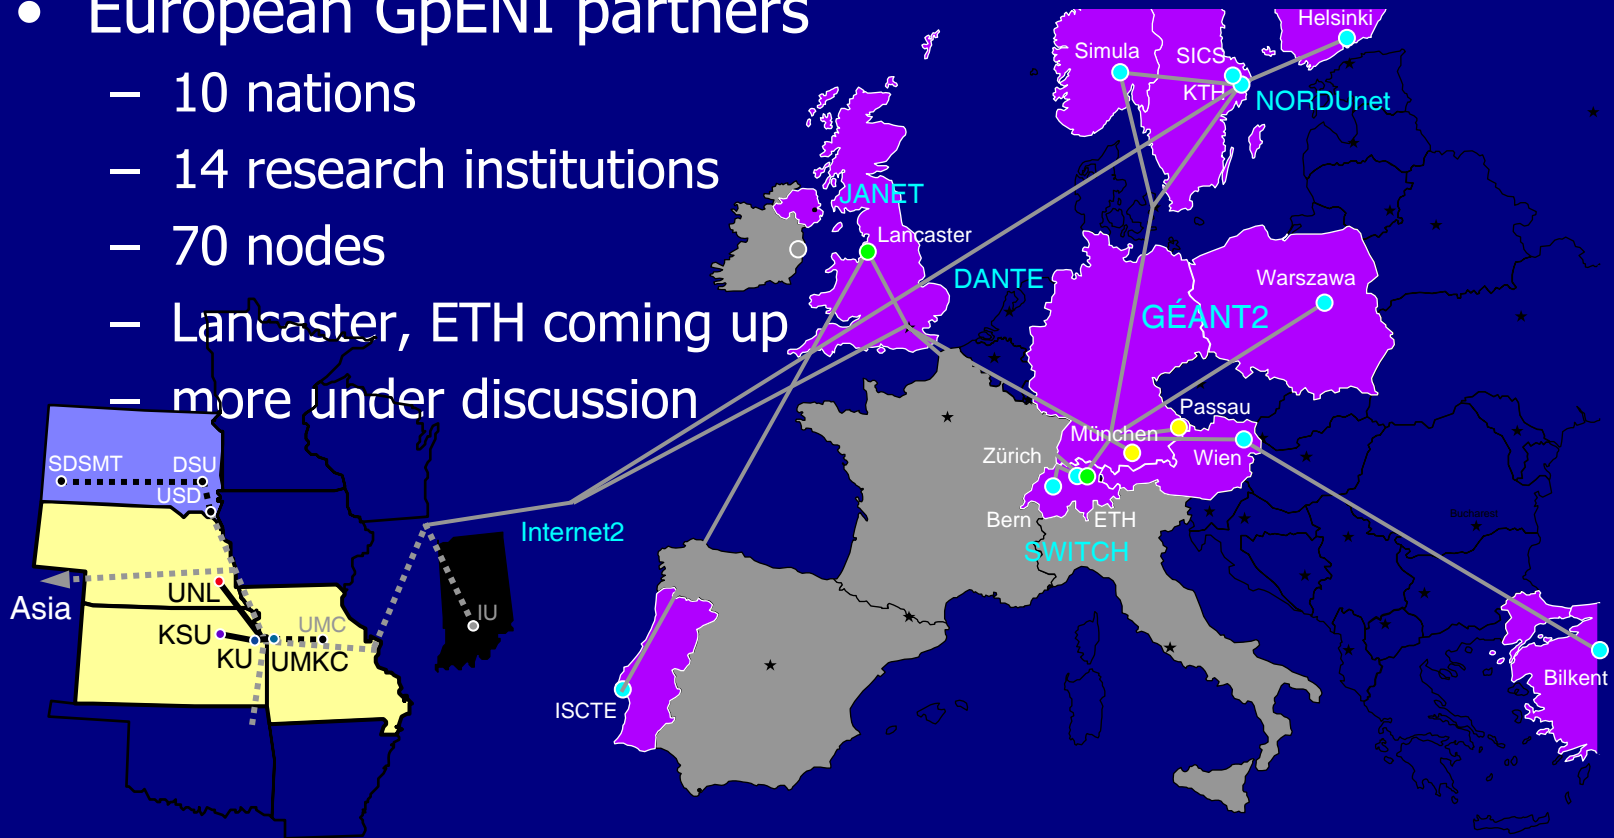 • European GpENI partners
– 10 nations
– 14 research institutions
– 70 nodes
– Lancaster, ETH coming up
– more under discussion
Helsinki
Simula
SICS
KTH
NORDUnet
JANET
Lancaster
DANTE
Warszawa
GÉANT2
Passau
München
Zürich
Wien
Bern
ETH
SWITCH
Internet2
SDSMT
DSU
USD
Asia
UNL
KSU
KU
UMKC
UMC
IU
ISCTE
Bilkent